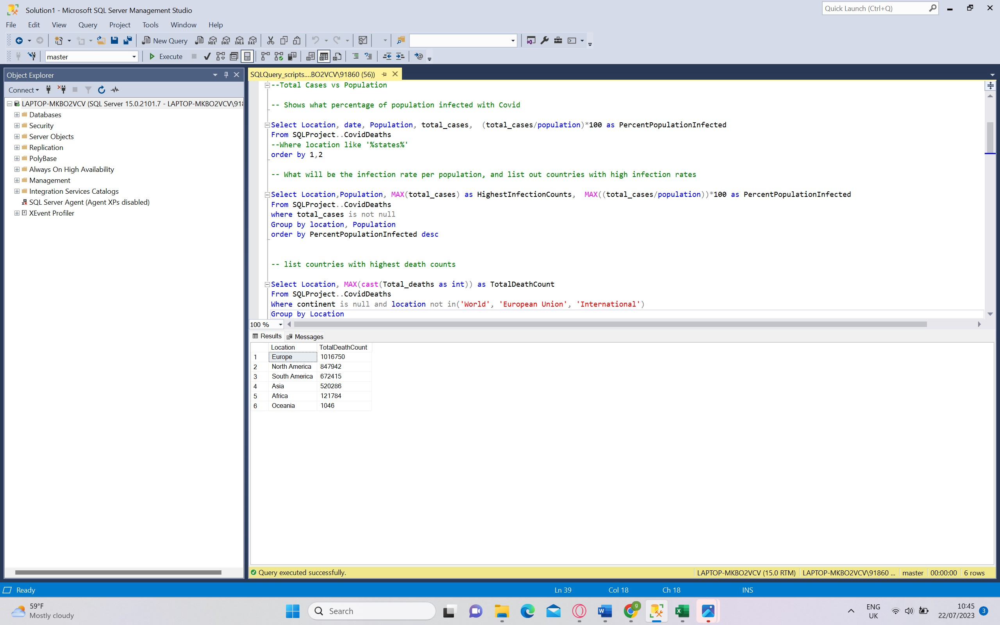 Solution1 - Microsoft SQL Server Management Studio
Quick Launch (Ctrl+Q)
File Edit View Query Project Tools Window Help
New Query MDX DMX XMLA DAX
master Execute
Object Explorer
SQLQuery_scripts....BO2VCV\91860 (56))
Connect
LAPTOP-MKBO2VCV (SQL Server 15.0.2101.7 - LAPTOP-MKBO2VCV\918
Databases
Security
Server Objects
Replication
PolyBase
Always On High Availability
Management
Integration Services Catalogs
SQL Server Agent (Agent XPs disabled)
XEvent Profiler
--Total Cases vs Population
-- Shows what percentage of population infected with Covid
Select Location, date, Population, total_cases,  (total_cases/population)*100 as PercentPopulationInfected
From SQLProject..CovidDeaths
--Where location like '%states%'
order by 1,2
-- What will be the infection rate per population, and list out countries with high infection rates
Select Location,Population, MAX(total_cases) as HighestInfectionCounts,  MAX((total_cases/population))*100 as PercentPopulationInfected
From SQLProject..CovidDeaths
where total_cases is not null
Group by location, Population
order by PercentPopulationInfected desc
-- list countries with highest death counts
Select Location, MAX(cast(Total_deaths as int)) as TotalDeathCount
From SQLProject..CovidDeaths
Where continent is null and location not in('World', 'European Union', 'International')
Group by Location
100 %
Results Messages
Location TotalDeathCount
1 Europe 1016750
2 North America 847942
3 South America 672415
4 Asia 520286
5 Africa 121784
6 Oceania 1046
Query executed successfully. LAPTOP-MKBO2VCV (15.0 RTM) LAPTOP-MKBO2VCV\91860 ... master 00:00:00 6 rows
Ready Ln 39 Col 18 Ch 18 INS
59°F
Mostly cloudy
Search
ENG
UK
10:45
22/07/2023
3